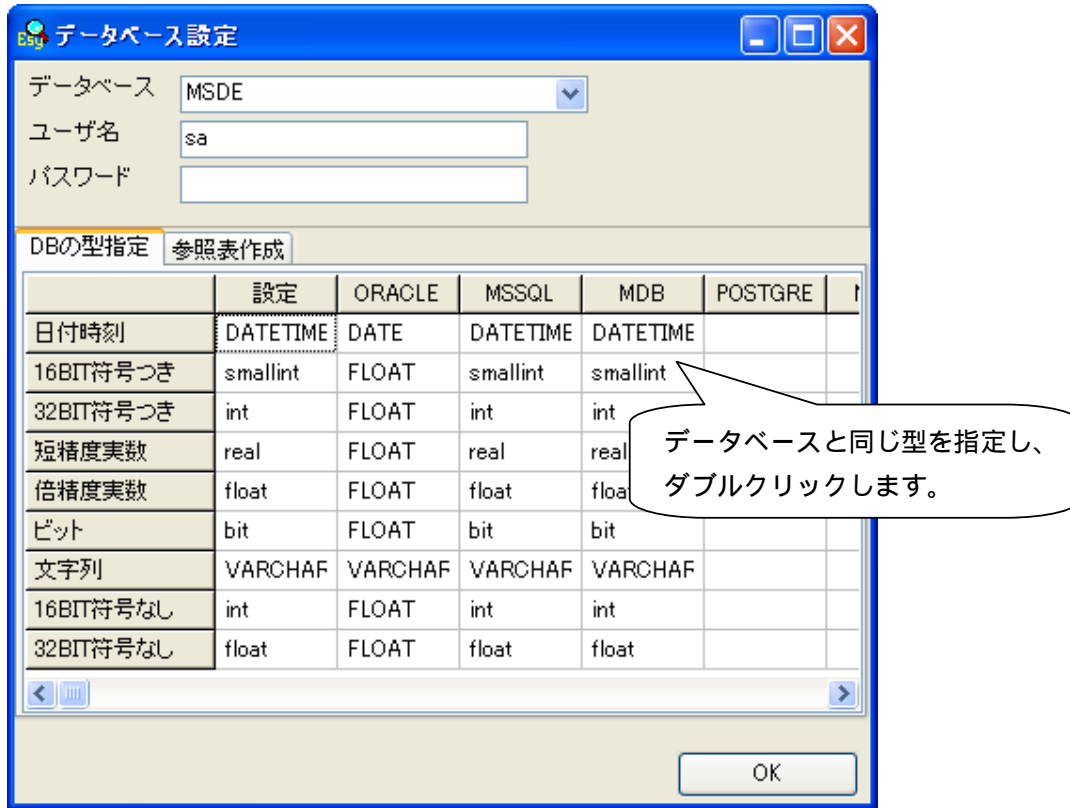 Esy データベース設定
データベース MSDE
ユーザ名 sa
パスワード
DBの型指定 参照表作成
設定 ORACLE MSSQL MDB POSTGRE
日付時刻 DATETIME DATE DATETIME DATETIME
16BIT符号つき smallint FLOAT smallint smallint
32BIT符号つき int FLOAT int int
短精度実数 real FLOAT real real
倍精度実数 float FLOAT float floa
ビット bit FLOAT bit bit
文字列 VARCHAF VARCHAF VARCHAF VARCHAF
16BIT符号なし int FLOAT int int
32BIT符号なし float FLOAT float float
データベースと同じ型を指定し、
ダブルクリックします。
OK